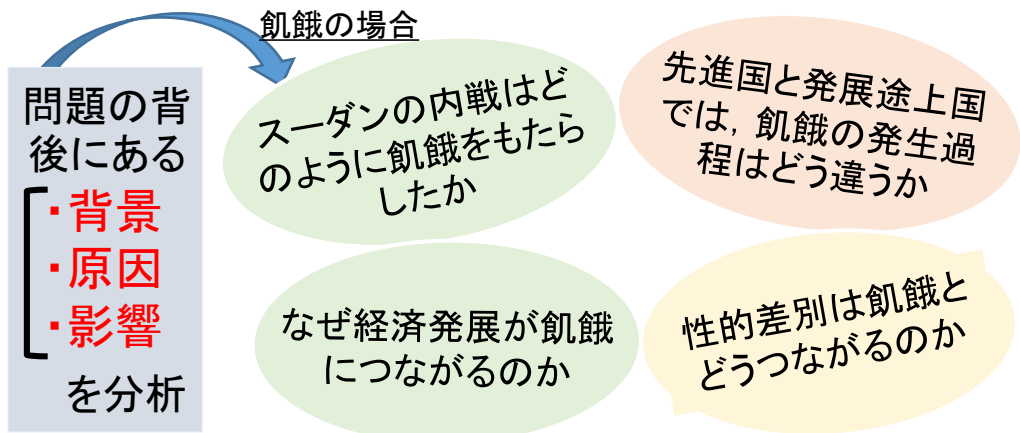 飢餓の場合
問題の背
後にある
・背景
・原因
・影響
を分析
スーダンの内戦はど
のように飢餓をもたら
したか
先進国と発展途上国
では，飢餓の発生過
程はどう違うか
なぜ経済発展が飢餓
につながるのか
性的差別は飢餓と
どうつながるのか